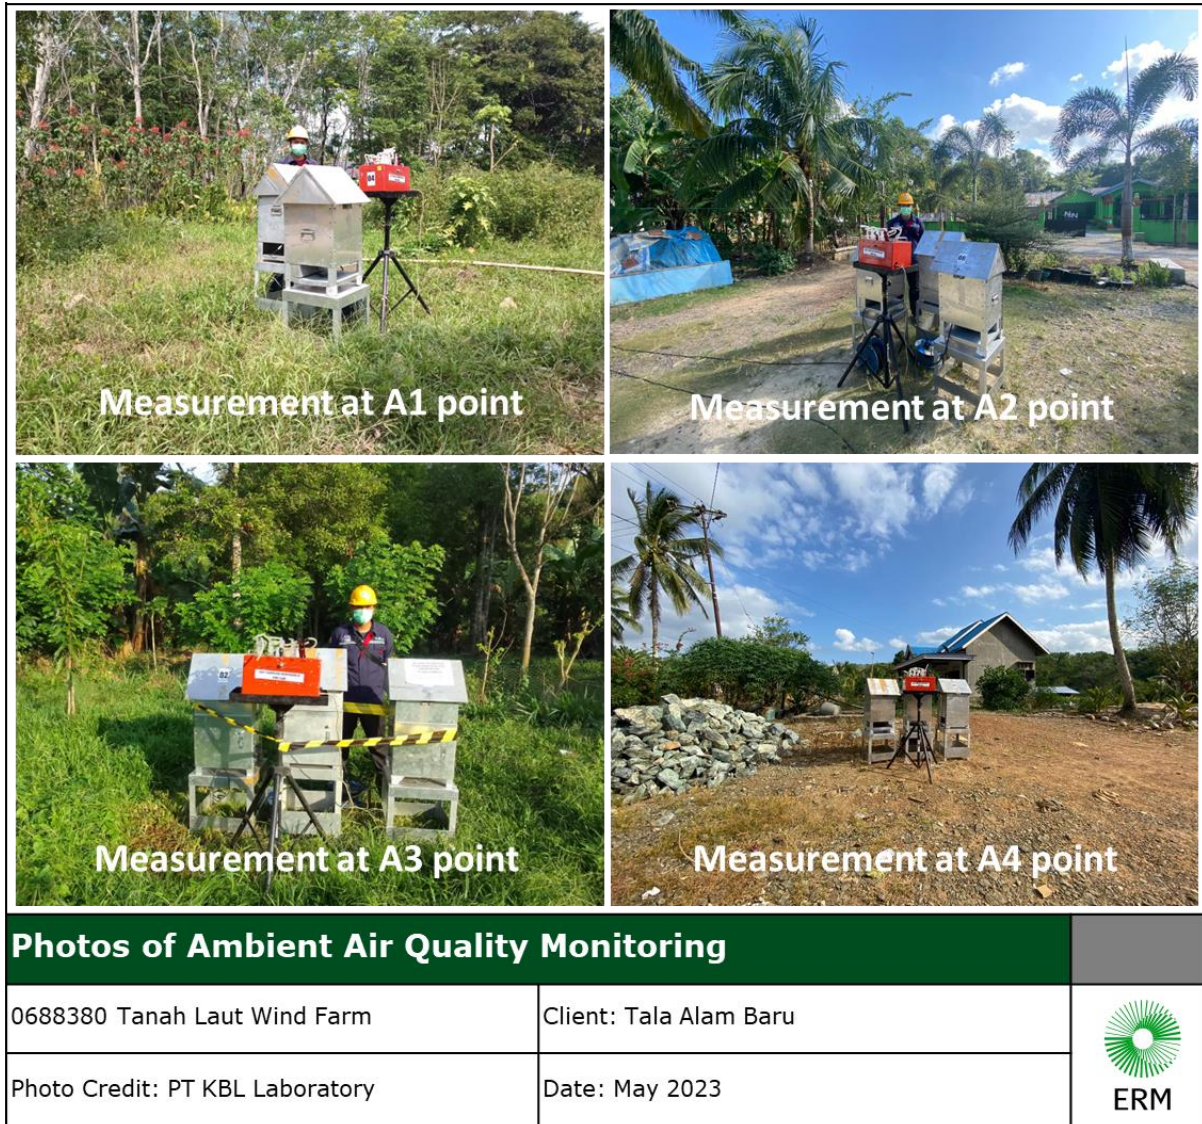 04
Measurement at A1 point
Measurement at A2 point
02
Measurement at A3 point
Measurement at A4 point
Photos of Ambient Air Quality Monitoring
0688380 Tanah Laut Wind Farm
Client: Tala Alam Baru
Photo Credit: PT KBL Laboratory
Date: May 2023
ERM